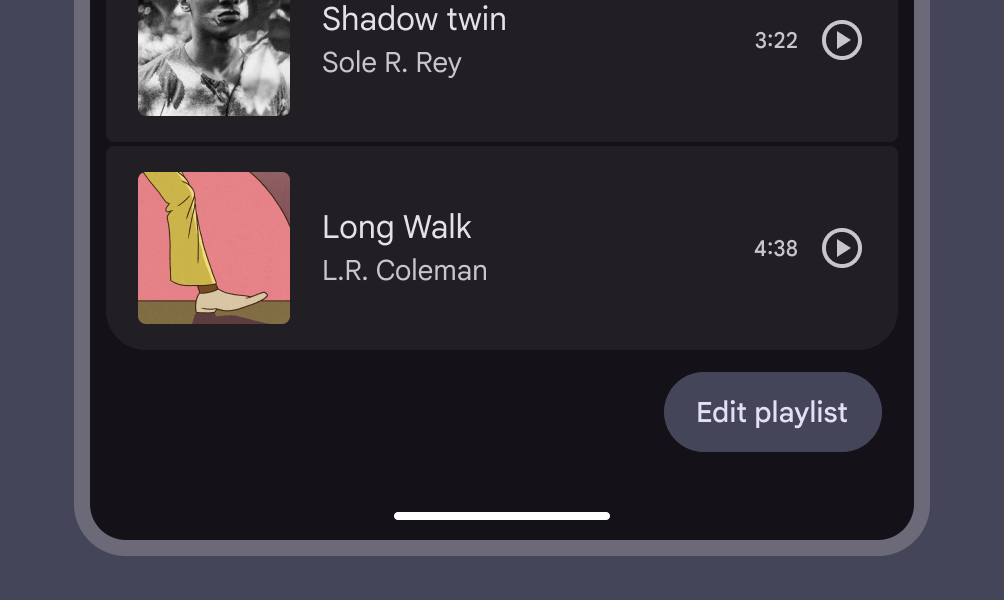 Shadow twin
Sole R. Rey
3:22
Long Walk
L.R. Coleman
4:38
Edit playlist